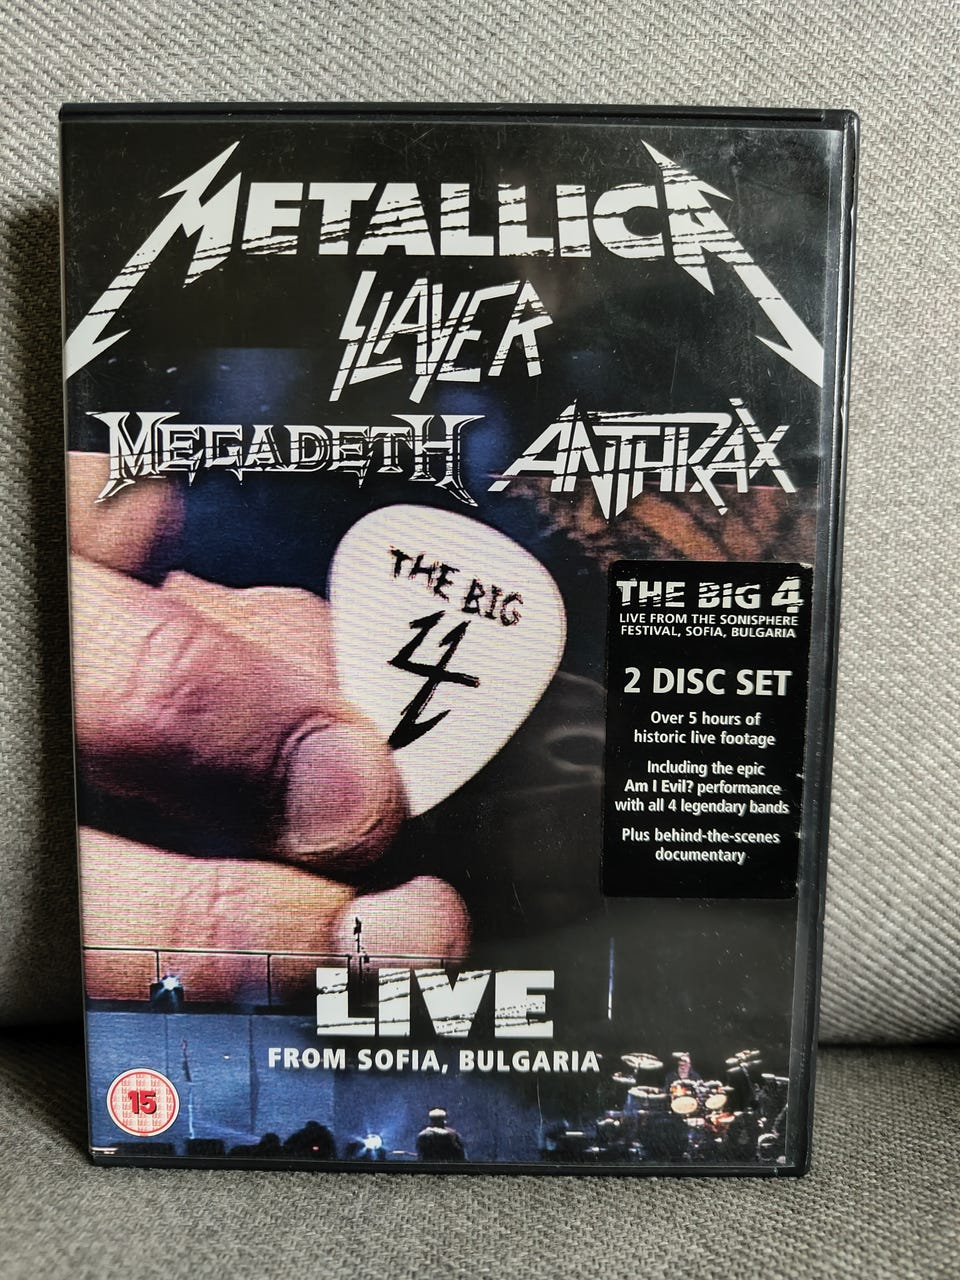 METALLICA
SLAYER
MEGADETH ANTHRAX
THE BIG
4
THE BIG 4
LIVE FROM THE SONISPHERE
FESTIVAL, SOFIA, BULGARIA
2 DISC SET
Over 5 hours of
historic live footage
Including the epic
Am I Evil? performance
with all 4 legendary bands
Plus behind-the-scenes
documentary
LIVE
FROM SOFIA, BULGARIA
15